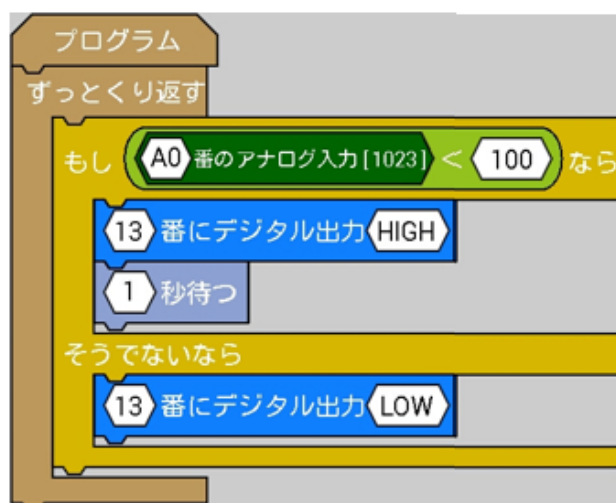 プログラム
ずっとくり返す
もし A0 番のアナログ入力[1023] < 100 なら
13 番にデジタル出力 HIGH
1 秒待つ
そうでないなら
13 番にデジタル出力 LOW